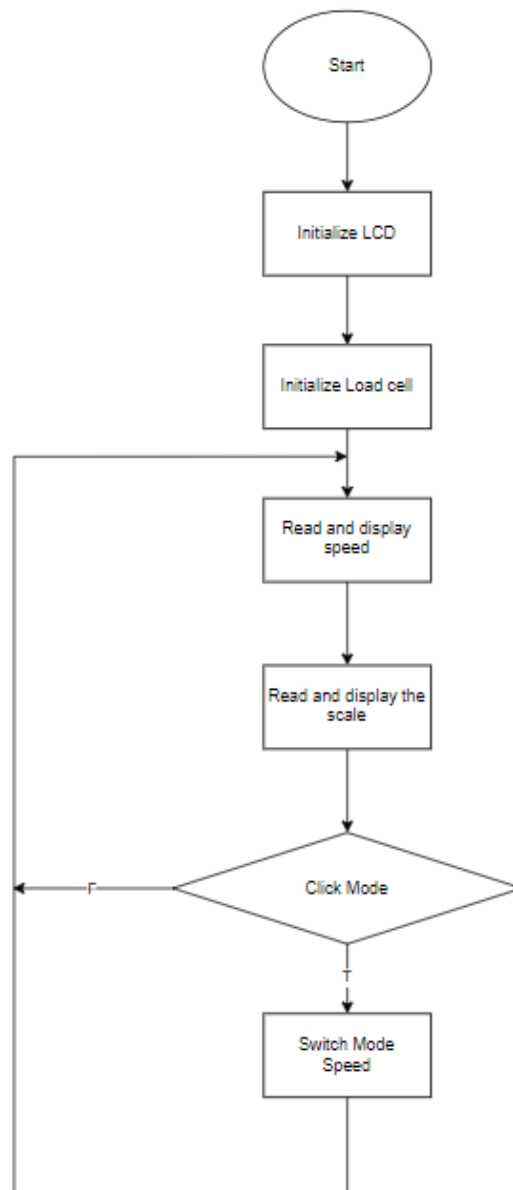 Start
Initialize LCD
Initialize Load cell
Read and display
speed
Read and display the
scale
Click Mode
F
T
Switch Mode
Speed